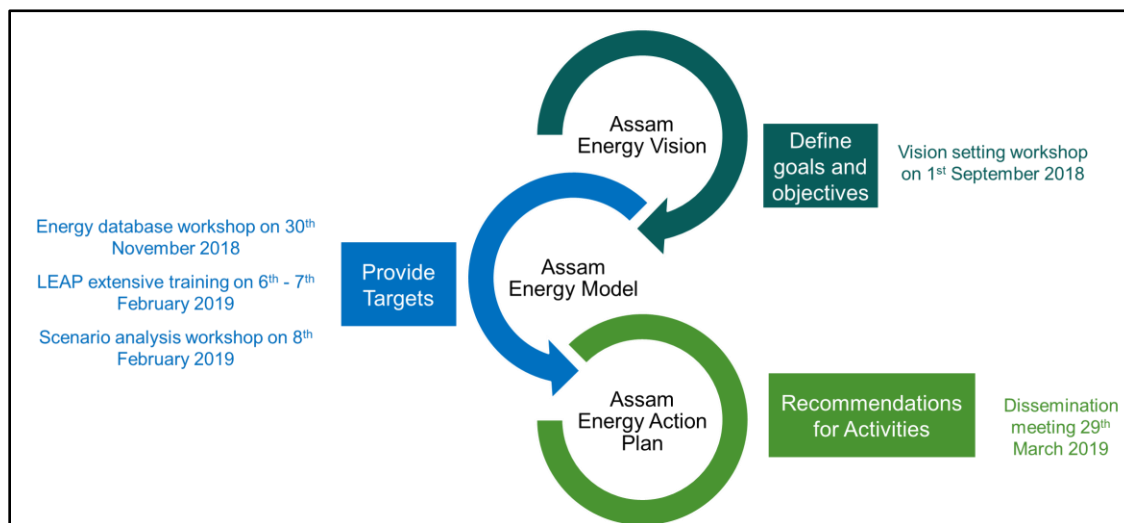 Assam
Energy Vision
Define
goals and
objectives
Vision setting workshop
on 1st September 2018
Energy database workshop on 30th
November 2018
LEAP extensive training on 6th - 7th
February 2019
Scenario analysis workshop on 8th
February 2019
Provide
Targets
Assam
Energy Model
Assam
Energy Action
Plan
Recommendations
for Activities
Dissemination
meeting 29th
March 2019